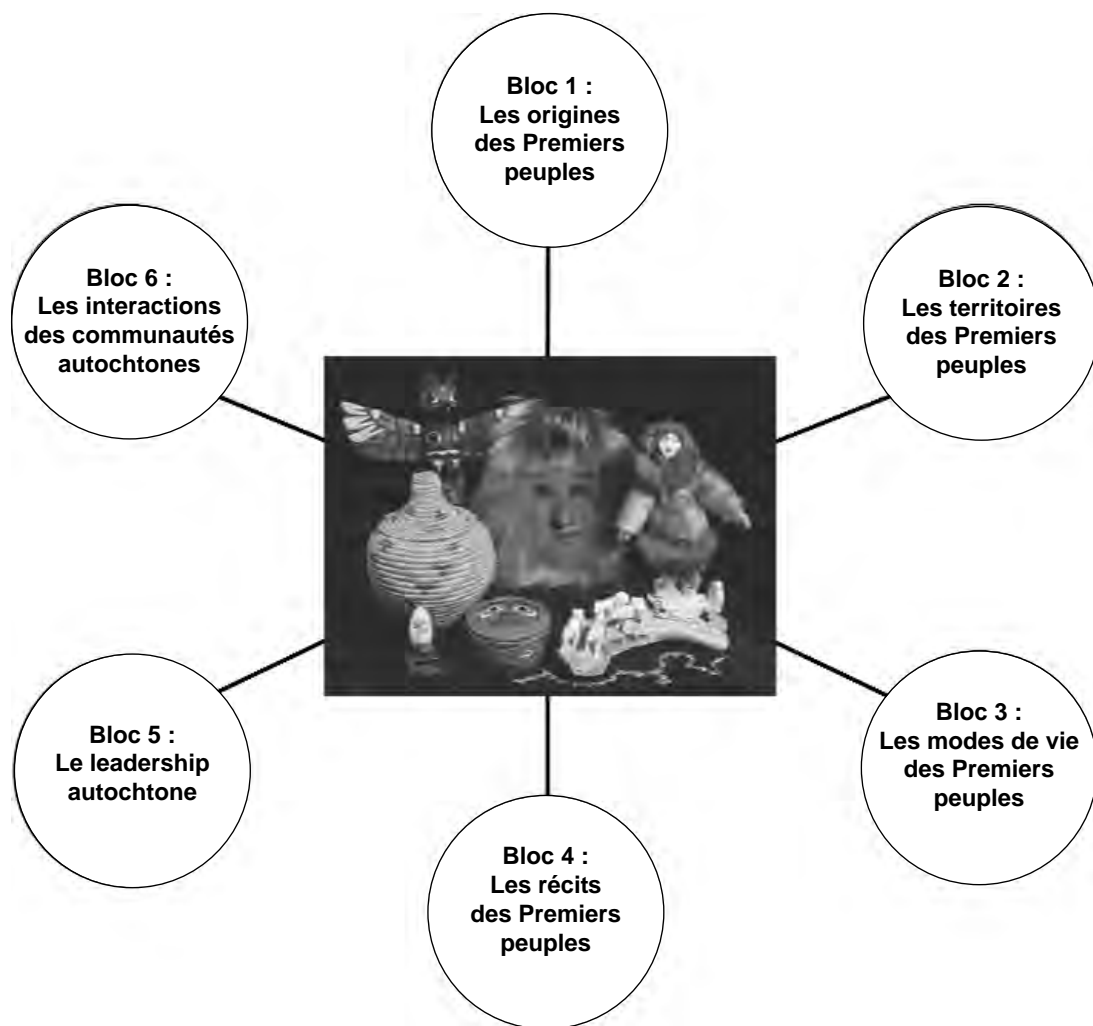 Bloc 1 :
Les origines
des Premiers
peuples
Bloc 2 :
Les territoires
des Premiers
peuples
Bloc 3 :
Les modes de vie
des Premiers
peuples
Bloc 4 :
Les récits
des Premiers
peuples
Bloc 5 :
Le leadership
autochtone
Bloc 6 :
Les interactions
des communautés
autochtones